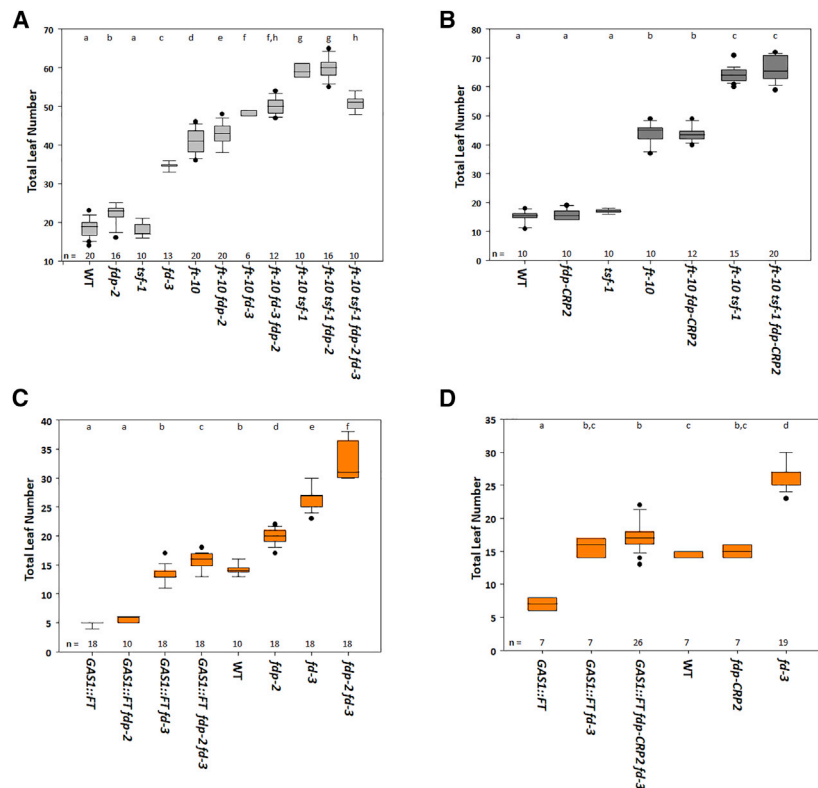 A
Total Leaf Number
70
60
50
40
30
20
10
a b a c d e f f,h g g h
n = 20 16 10 13 20 20 6 12 10 16 10
WT
fdp-2
tsf-1
fd-3
ft-10
ft-10 fdp-2
ft-10 fd-3
ft-10 fd-3 fdp-2
ft-10 tsf-1
ft-10 tsf-1 fdp-2
ft-10 tsf-1 fdp-2 fd-3
B
Total Leaf Number
80
70
60
50
40
30
20
10
0
a a a b b c c
n = 10 10 10 10 12 15 20
WT
fdp-CRP2
tsf-1
ft-10
ft-10 fdp-CRP2
ft-10 tsf-1
ft-10 tsf-1 fdp-CRP2
C
Total Leaf Number
40
35
30
25
20
15
10
5
0
a a b c b d e f
n = 18 10 18 18 10 18 18 18
GAS1::FT
GAS1::FT fdp-2
GAS1::FT fd-3
GAS1::FT fdp-2 fd-3
WT
fdp-2
fd-3
fdp-2 fd-3
D
Total Leaf Number
35
30
25
20
15
10
5
0
a b,c b c b,c d
n = 7 7 26 7 7 19
GAS1::FT
GAS1::FT fd-3
GAS1::FT fdp-CRP2 fd-3
WT
fdp-CRP2
fd-3